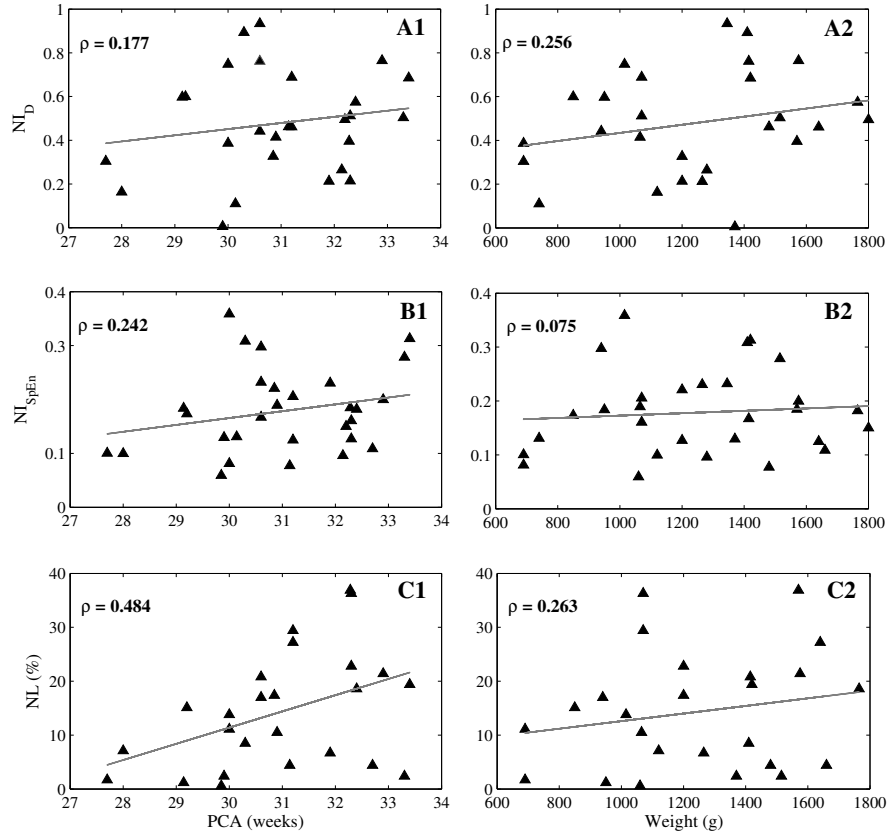 A1
ρ = 0.177
NI_D
1
0.8
0.6
0.4
0.2
0
27 28 29 30 31 32 33 34
A2
ρ = 0.256
1
0.8
0.6
0.4
0.2
0
600 800 1000 1200 1400 1600 1800
B1
ρ = 0.242
NI_SpEn
0.4
0.3
0.1
0
27 28 29 30 31 32 33 34
B2
ρ = 0.075
0.4
0.3
0.2
0.1
0
600 800 1000 1200 1400 1600 1800
C1
ρ = 0.484
NL (%)
40
30
20
10
0
27 28 29 30 31 32 33 34
PCA (weeks)
C2
ρ = 0.263
40
30
20
10
0
600 800 1000 1200 1400 1600 1800
Weight (g)